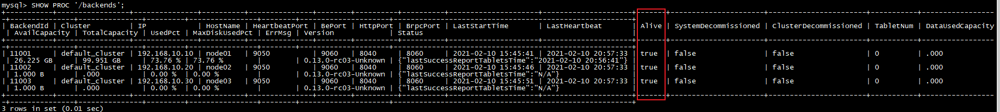 mysql> SHOW PROC '/backends';
| BackendId | Cluster | IP | HostName | HeartbeatPort | BePort | HttpPort | BrpcPort | LastStartTime | LastHeartbeat | Alive | SystemDecommissioned | ClusterDecommissioned | TabletNum | DataUsedCapacity
| AvailCapacity | TotalCapacity | UsedPct | MaxDiskUsedPct | ErrMsg | Version | Status |
| 11001 | default_cluster | 192.168.10.10 | node01 | 9050 | 9060 | 8040 | 8060 | 2021-02-10 15:45:41 | 2021-02-10 20:57:33 | true | false | false | 0 | .000
| 26.225 GB | 99.951 GB | 73.76 % | 73.76 % | | 0.13.0-rc03-Unknown | {"lastSuccessReportTabletsTime":"2021-02-10 20:56:41"} |
| 11002 | default_cluster | 192.168.10.20 | node02 | 9050 | 9060 | 8040 | 8060 | 2021-02-10 15:45:46 | 2021-02-10 20:57:33 | true | false | false | 0 | .000
| 1.000 B | .000 | 0.00 % | 0.00 % | | 0.13.0-rc03-Unknown | {"lastSuccessReportTabletsTime":"N/A"} |
| 11003 | default_cluster | 192.168.10.30 | node03 | 9050 | 9060 | 8040 | 8060 | 2021-02-10 15:45:51 | 2021-02-10 20:57:33 | true | false | false | 0 | .000
| 1.000 B | .000 | 0.00 % | 0.00 % | | 0.13.0-rc03-Unknown | {"lastSuccessReportTabletsTime":"N/A"} |
3 rows in set (0.01 sec)